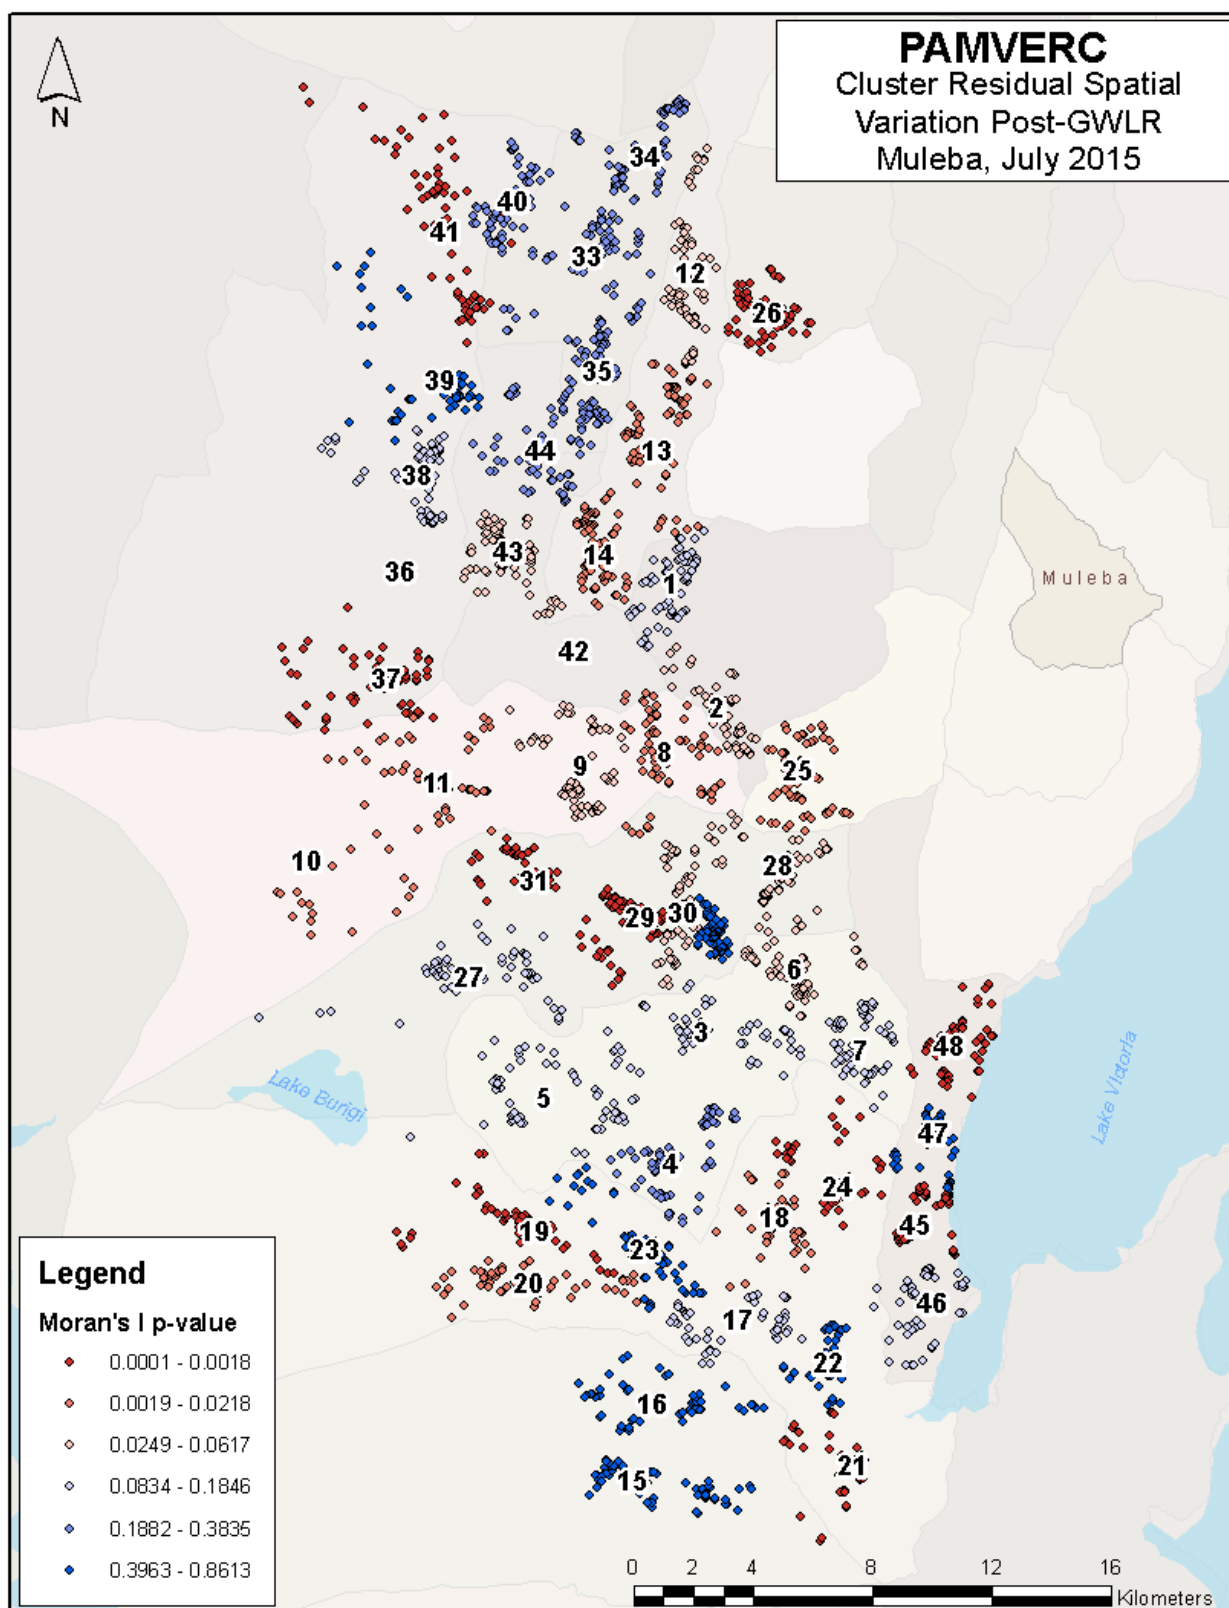 PAMVERC
Cluster Residual Spatial
Variation Post-GWLR
Muleba, July 2015
N
34
40
41
33
12
26
35
39
44
13
38
43
14
36
1
Muleba
42
37
2
8
9
25
11
10
28
31
30
29
6
27
3
48
7
Lake Victoria
Lake Burigi
5
47
4
24
18
45
19
23
20
46
17
22
16
21
15
Legend
Moran's I p-value
0.0001 - 0.0018
0.0019 - 0.0218
0.0249 - 0.0617
0.0834 - 0.1846
0.1882 - 0.3835
0.3963 - 0.8613
0 2 4 8 12 16
Kilometers